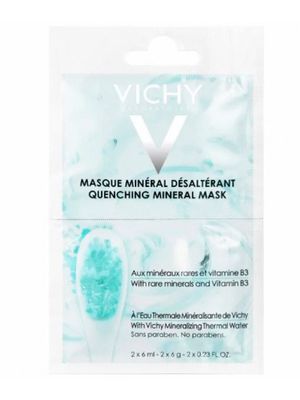 VICHY
LABORATOIRES
MASQUE MINÉRAL DÉSALTÉRANT
QUENCHING MINERAL MASK
Aux minéraux rares et vitamine B3
With rare minerals and Vitamin B3
À l'Eau Thermale Minéralisante de Vichy
With Vichy Mineralizing Thermal Water
Sans paraben. No parabens.
2 x 6 ml - 2 x 6 g - 2 x 0.23 FL. OZ.